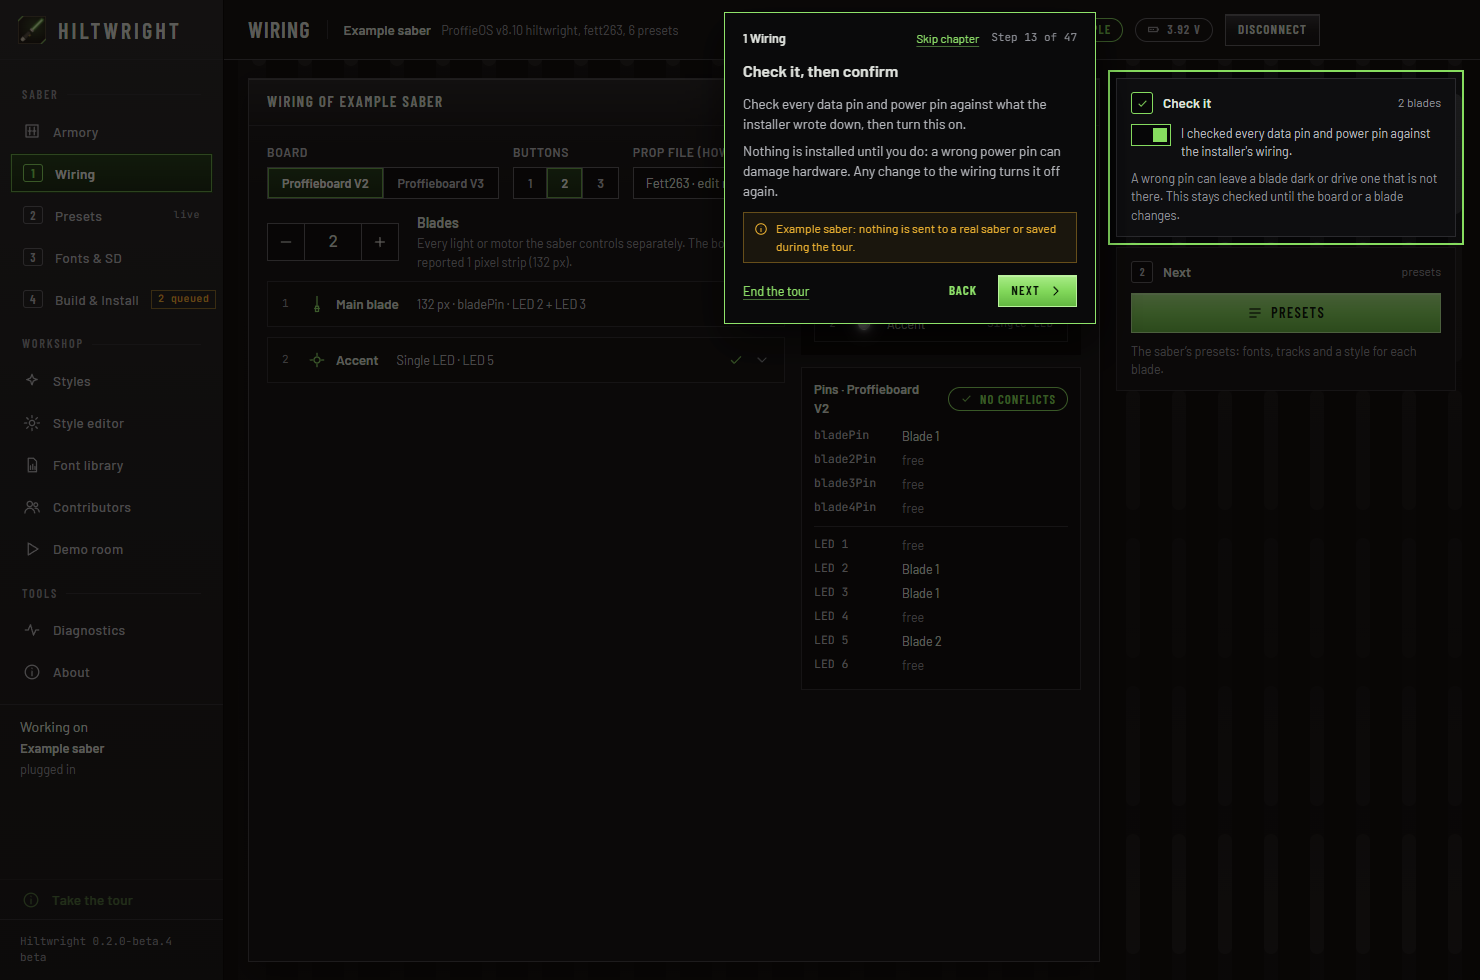 HILTWRIGHT
SABER
Armory
1 Wiring
2 Presets live
3 Fonts & SD
4 Build & Install 2 queued
WORKSHOP
Styles
Style editor
Font library
Contributors
Demo room
TOOLS
Diagnostics
About
Working on
Example saber
plugged in
Take the tour
Hiltwright 0.2.0-beta.4
beta
WIRING Example saber ProffieOS v8.10 hiltwright, fett263, 6 presets
3.92 V DISCONNECT
WIRING OF EXAMPLE SABER
BOARD BUTTONS PROP FILE
Proffieboard V2 Proffieboard V3 1 2 3 Fett263 · edit
− 2 +
Blades
Every light or motor the saber controls separately. The
reported 1 pixel strip (132 px).
1 Main blade 132 px · bladePin · LED 2 + LED 3
2 Accent Single LED · LED 5
1 Wiring Skip chapter Step 13 of 47
Check it, then confirm
Check every data pin and power pin against what the
installer wrote down, then turn this on.
Nothing is installed until you do: a wrong power pin can
damage hardware. Any change to the wiring turns it off
again.
Example saber: nothing is sent to a real saber or saved
during the tour.
End the tour BACK NEXT
Accent
Pins · Proffieboard
V2
NO CONFLICTS
bladePin Blade 1
blade2Pin free
blade3Pin free
blade4Pin free
LED 1 free
LED 2 Blade 1
LED 3 Blade 1
LED 4 free
LED 5 Blade 2
LED 6 free
Check it 2 blades
I checked every data pin and power pin against
the installer's wiring.
A wrong pin can leave a blade dark or drive one that is not
there. This stays checked until the board or a blade
changes.
2 Next presets
PRESETS
The saber's presets: fonts, tracks and a style for each
blade.